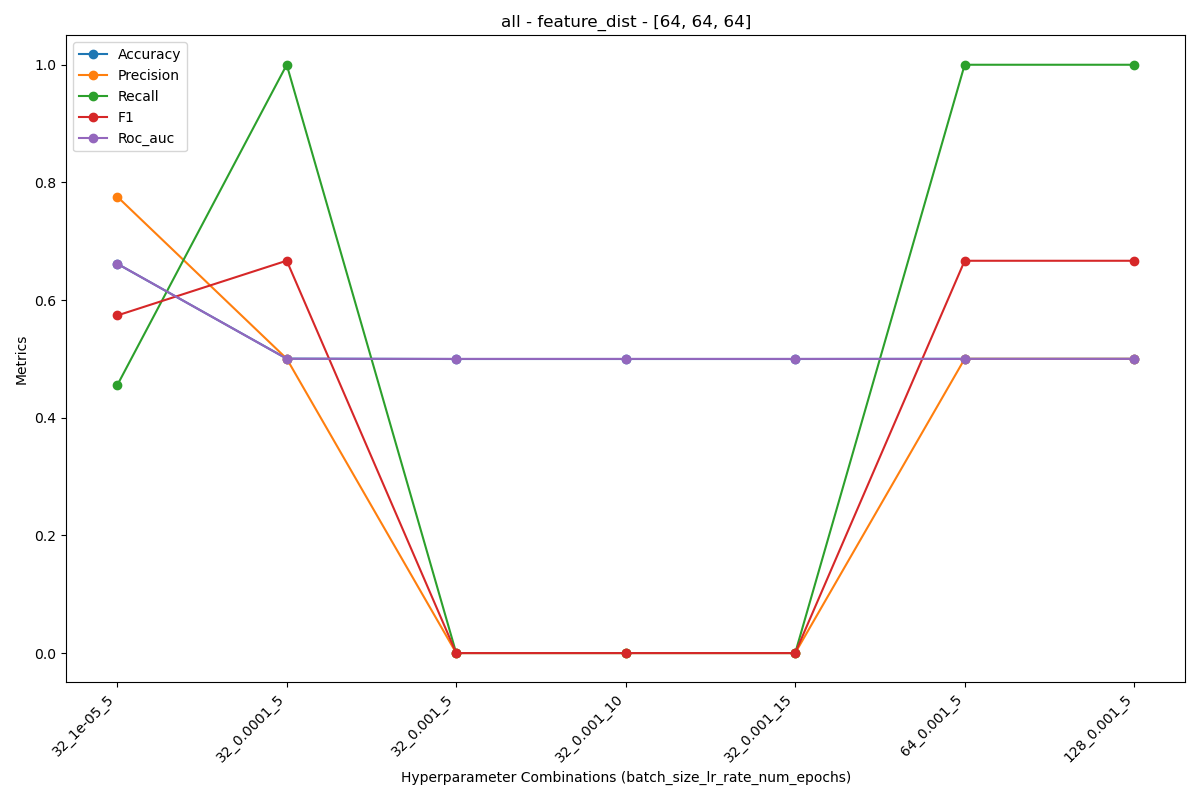 all - feature_dist - [64, 64, 64]
Accuracy
Precision
Recall
F1
Roc_auc
1.0
0.8
0.6
0.4
0.2
0.0
Metrics
32_1e-05_5
32_0.0001_5
32_0.001_5
32_0.001_10
32_0.001_15
64_0.001_5
128_0.001_5
Hyperparameter Combinations (batch_size_lr_rate_num_epochs)